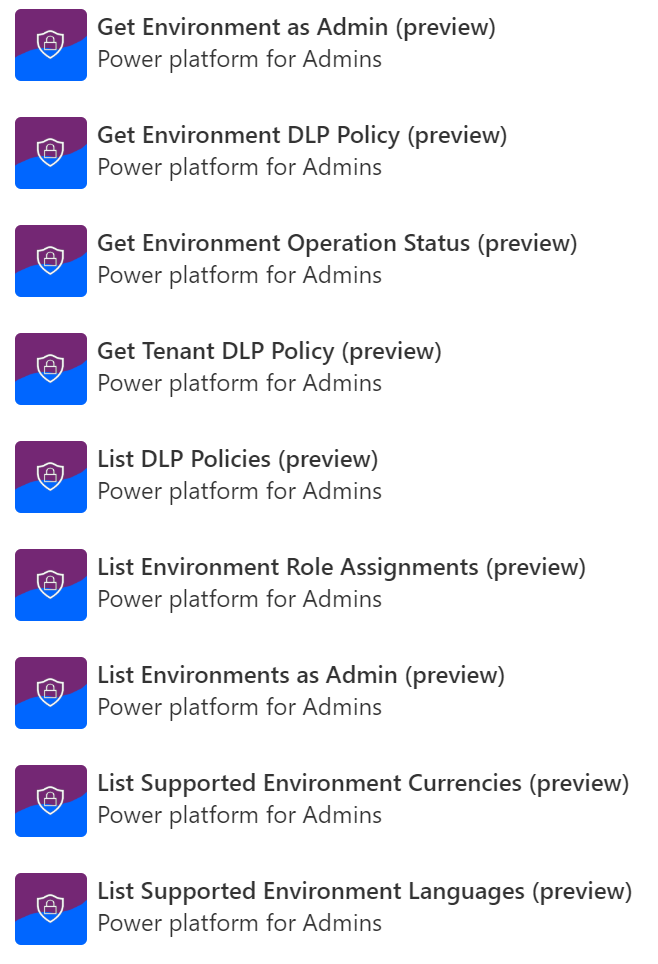 Get Environment as Admin (preview)
Power platform for Admins
Get Environment DLP Policy (preview)
Power platform for Admins
Get Environment Operation Status (preview)
Power platform for Admins
Get Tenant DLP Policy (preview)
Power platform for Admins
List DLP Policies (preview)
Power platform for Admins
List Environment Role Assignments (preview)
Power platform for Admins
List Environments as Admin (preview)
Power platform for Admins
List Supported Environment Currencies (preview)
Power platform for Admins
List Supported Environment Languages (preview)
Power platform for Admins